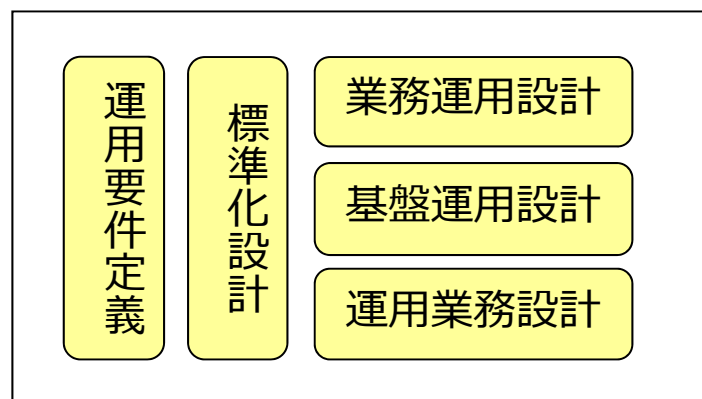 運用要件定義
標準化設計
業務運用設計
基盤運用設計
運用業務設計